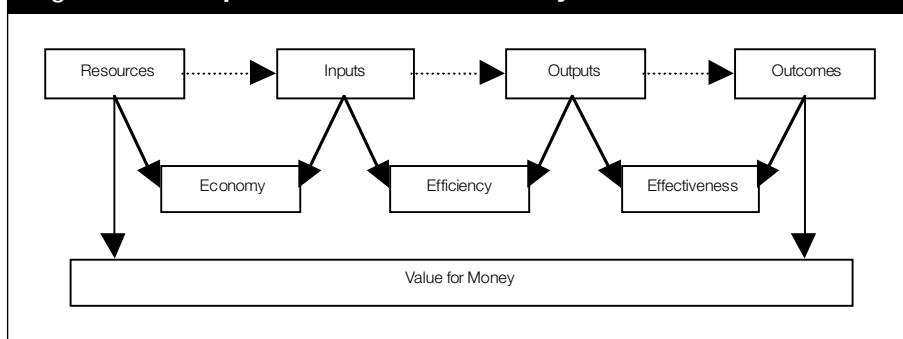 Resources Inputs Outputs Outcomes
Economy Efficiency Effectiveness
Value for Money